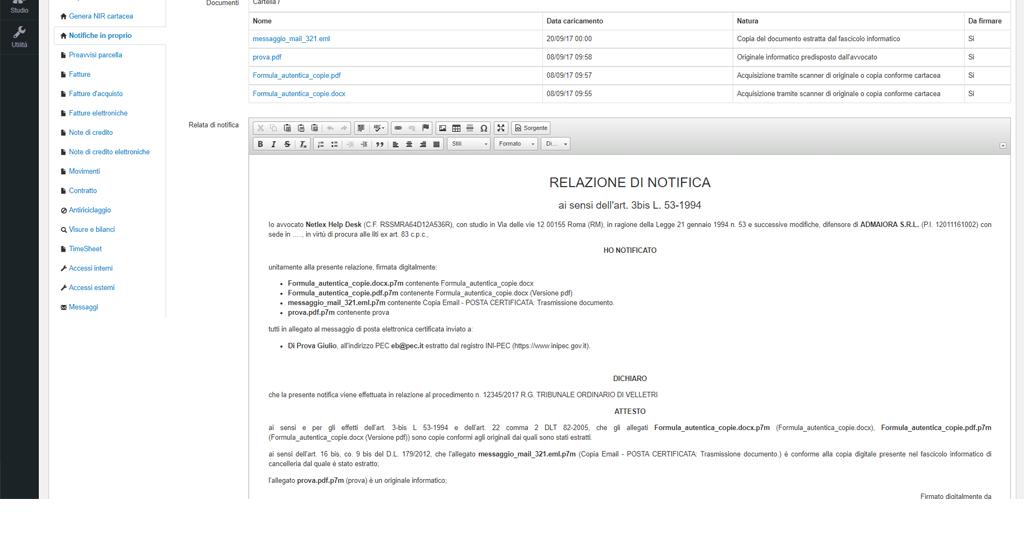 Studio
Utilità
Genera NIR cartacea
Notifiche in proprio
Preavvisi parcella
Fatture
Fatture d'acquisto
Fatture elettroniche
Note di credito
Note di credito elettroniche
Movimenti
Contratto
Antiriciclaggio
Visure e bilanci
TimeSheet
Accessi interni
Accessi esterni
Messaggi
Documenti
Cartella /
Nome Data caricamento Natura Da firmare
messaggio_mail_321.eml 20/09/17 00:00 Copia del documento estratta dal fascicolo informatico Sì
prova.pdf 08/09/17 09:58 Originale informatico predisposto dall'avvocato Sì
Formula_autentica_copie.pdf 08/09/17 09:57 Acquisizione tramite scanner di originale o copia conforme cartacea Sì
Formula_autentica_copie.docx 08/09/17 09:55 Acquisizione tramite scanner di originale o copia conforme cartacea Sì
Relata di notifica
Sorgente
Stili Formato Di...
RELAZIONE DI NOTIFICA
ai sensi dell'art. 3bis L. 53-1994
Io avvocato Netlex Help Desk (C.F. RSSMRA64D12A536R), con studio in Via delle vie 12 00155 Roma (RM), in ragione della Legge 21 gennaio 1994 n. 53 e successive modifiche, difensore di ADMAIORA S.R.L. (P.I. 12011161002) con
sede in ....., in virtù di procura alle liti ex art. 83 c.p.c.,
HO NOTIFICATO
unitamente alla presente relazione, firmata digitalmente:
• Formula_autentica_copie.docx.p7m contenente Formula_autentica_copie.docx
• Formula_autentica_copie.pdf.p7m contenente Formula_autentica_copie.docx (Versione pdf)
• messaggio_mail_321.eml.p7m contenente Copia Email - POSTA CERTIFICATA: Trasmissione documento.
• prova.pdf.p7m contenente prova
tutti in allegato al messaggio di posta elettronica certificata inviato a:
• Di Prova Giulio, all'indirizzo PEC eb@pec.it estratto dal registro INI-PEC (https://www.inipec.gov.it).
DICHIARO
che la presente notifica viene effettuata in relazione al procedimento n. 12345/2017 R.G. TRIBUNALE ORDINARIO DI VELLETRI
ATTESTO
ai sensi e per gli effetti dell'art. 3-bis L 53-1994 e dell'art. 22 comma 2 DLT 82-2005, che gli allegati Formula_autentica_copie.docx.p7m (Formula_autentica_copie.docx), Formula_autentica_copie.pdf.p7m
(Formula_autentica_copie.docx (Versione pdf)) sono copie conformi agli originali dai quali sono stati estratti.
ai sensi dell'art. 16 bis, co. 9 bis del D.L. 179/2012, che l'allegato messaggio_mail_321.eml.p7m (Copia Email - POSTA CERTIFICATA: Trasmissione documento.) è conforme alla copia digitale presente nel fascicolo informatico di
cancelleria dal quale è stato estratto;
l'allegato prova.pdf.p7m (prova) è un originale informatico;
Firmato digitalmente da